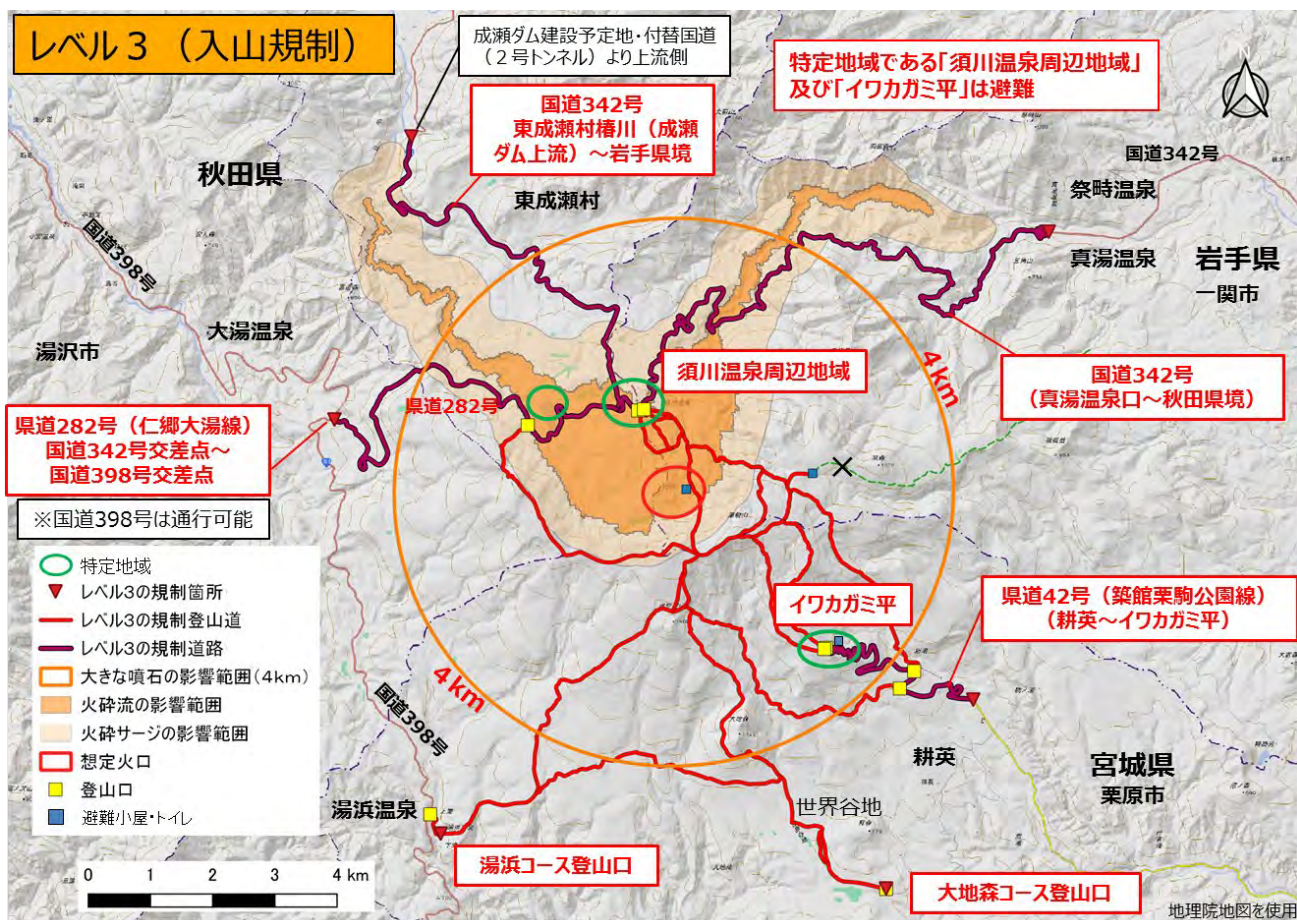 レベル３（入山規制）
成瀬ダム建設予定地・付替国道
（２号トンネル）より上流側
特定地域である「須川温泉周辺地域」
及び「イワカガミ平」は避難
N
国道342号
東成瀬村椿川（成瀬
ダム上流）～岩手県境
国道342号
秋田県
東成瀬村
祭畤温泉
真湯温泉
岩手県
一関市
国道398号
大湯温泉
湯沢市
4km
須川温泉周辺地域
国道342号
（真湯温泉口～秋田県境）
県道282号
県道282号（仁郷大湯線）
国道342号交差点～
国道398号交差点
※国道398号は通行可能
特定地域
レベル3の規制箇所
レベル3の規制登山道
レベル3の規制道路
大きな噴石の影響範囲(4km)
火砕流の影響範囲
火砕サージの影響範囲
想定火口
登山口
避難小屋・トイレ
イワカガミ平
県道42号（築館栗駒公園線）
（耕英～イワカガミ平）
4km
国道398号
耕英
宮城県
栗原市
湯浜温泉
世界谷地
湯浜コース登山口
大地森コース登山口
0 1 2 3 4 km
地理院地図を使用